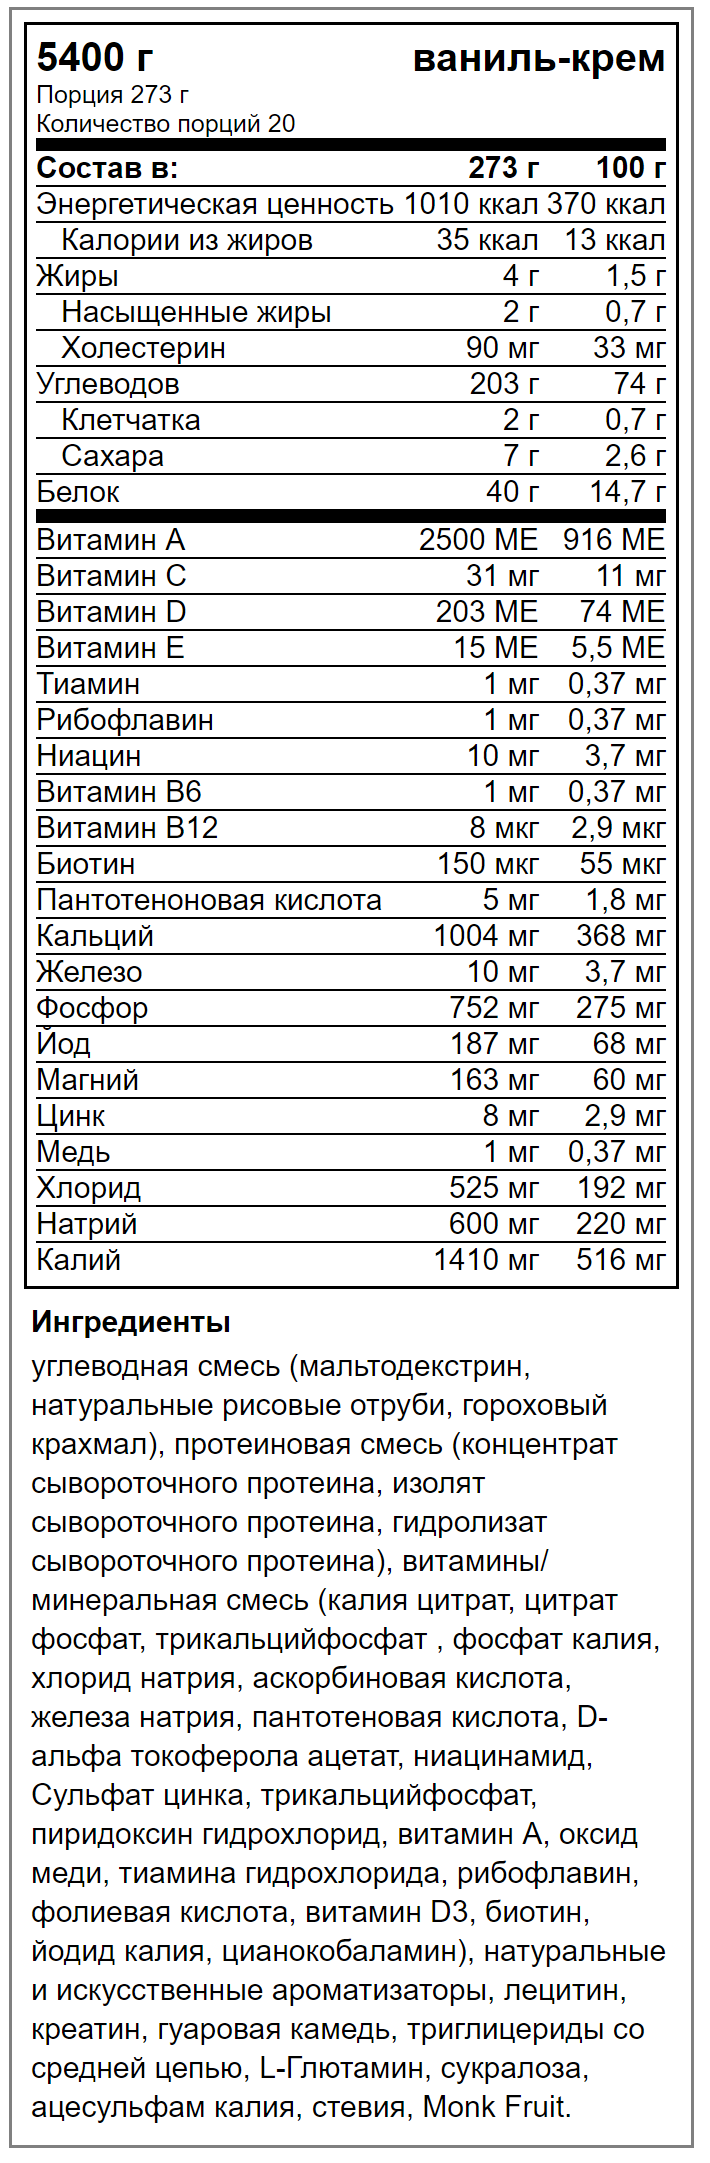 5400 г ваниль-крем
Порция 273 г
Количество порций 20
Состав в: 273 г 100 г
Энергетическая ценность 1010 ккал 370 ккал
Калории из жиров 35 ккал 13 ккал
Жиры 4 г 1,5 г
Насыщенные жиры 2 г 0,7 г
Холестерин 90 мг 33 мг
Углеводов 203 г 74 г
Клетчатка 2 г 0,7 г
Сахара 7 г 2,6 г
Белок 40 г 14,7 г
Витамин A 2500 МЕ 916 МЕ
Витамин C 31 мг 11 мг
Витамин D 203 МЕ 74 МЕ
Витамин E 15 МЕ 5,5 МЕ
Тиамин 1 мг 0,37 мг
Рибофлавин 1 мг 0,37 мг
Ниацин 10 мг 3,7 мг
Витамин B6 1 мг 0,37 мг
Витамин B12 8 мкг 2,9 мкг
Биотин 150 мкг 55 мкг
Пантотеноновая кислота 5 мг 1,8 мг
Кальций 1004 мг 368 мг
Железо 10 мг 3,7 мг
Фосфор 752 мг 275 мг
Йод 187 мг 68 мг
Магний 163 мг 60 мг
Цинк 8 мг 2,9 мг
Медь 1 мг 0,37 мг
Хлорид 525 мг 192 мг
Натрий 600 мг 220 мг
Калий 1410 мг 516 мг
Ингредиенты
углеводная смесь (мальтодекстрин,
натуральные рисовые отруби, гороховый
крахмал), протеиновая смесь (концентрат
сывороточного протеина, изолят
сывороточного протеина, гидролизат
сывороточного протеина), витамины/
минеральная смесь (калия цитрат, цитрат
фосфат, трикальцийфосфат , фосфат калия,
хлорид натрия, аскорбиновая кислота,
железа натрия, пантотеновая кислота, D-
альфа токоферола ацетат, ниацинамид,
Сульфат цинка, трикальцийфосфат,
пиридоксин гидрохлорид, витамин А, оксид
меди, тиамина гидрохлорида, рибофлавин,
фолиевая кислота, витамин D3, биотин,
йодид калия, цианокобаламин), натуральные
и искусственные ароматизаторы, лецитин,
креатин, гуаровая камедь, триглицериды со
средней цепью, L-Глютамин, сукралоза,
ацесульфам калия, стевия, Monk Fruit.